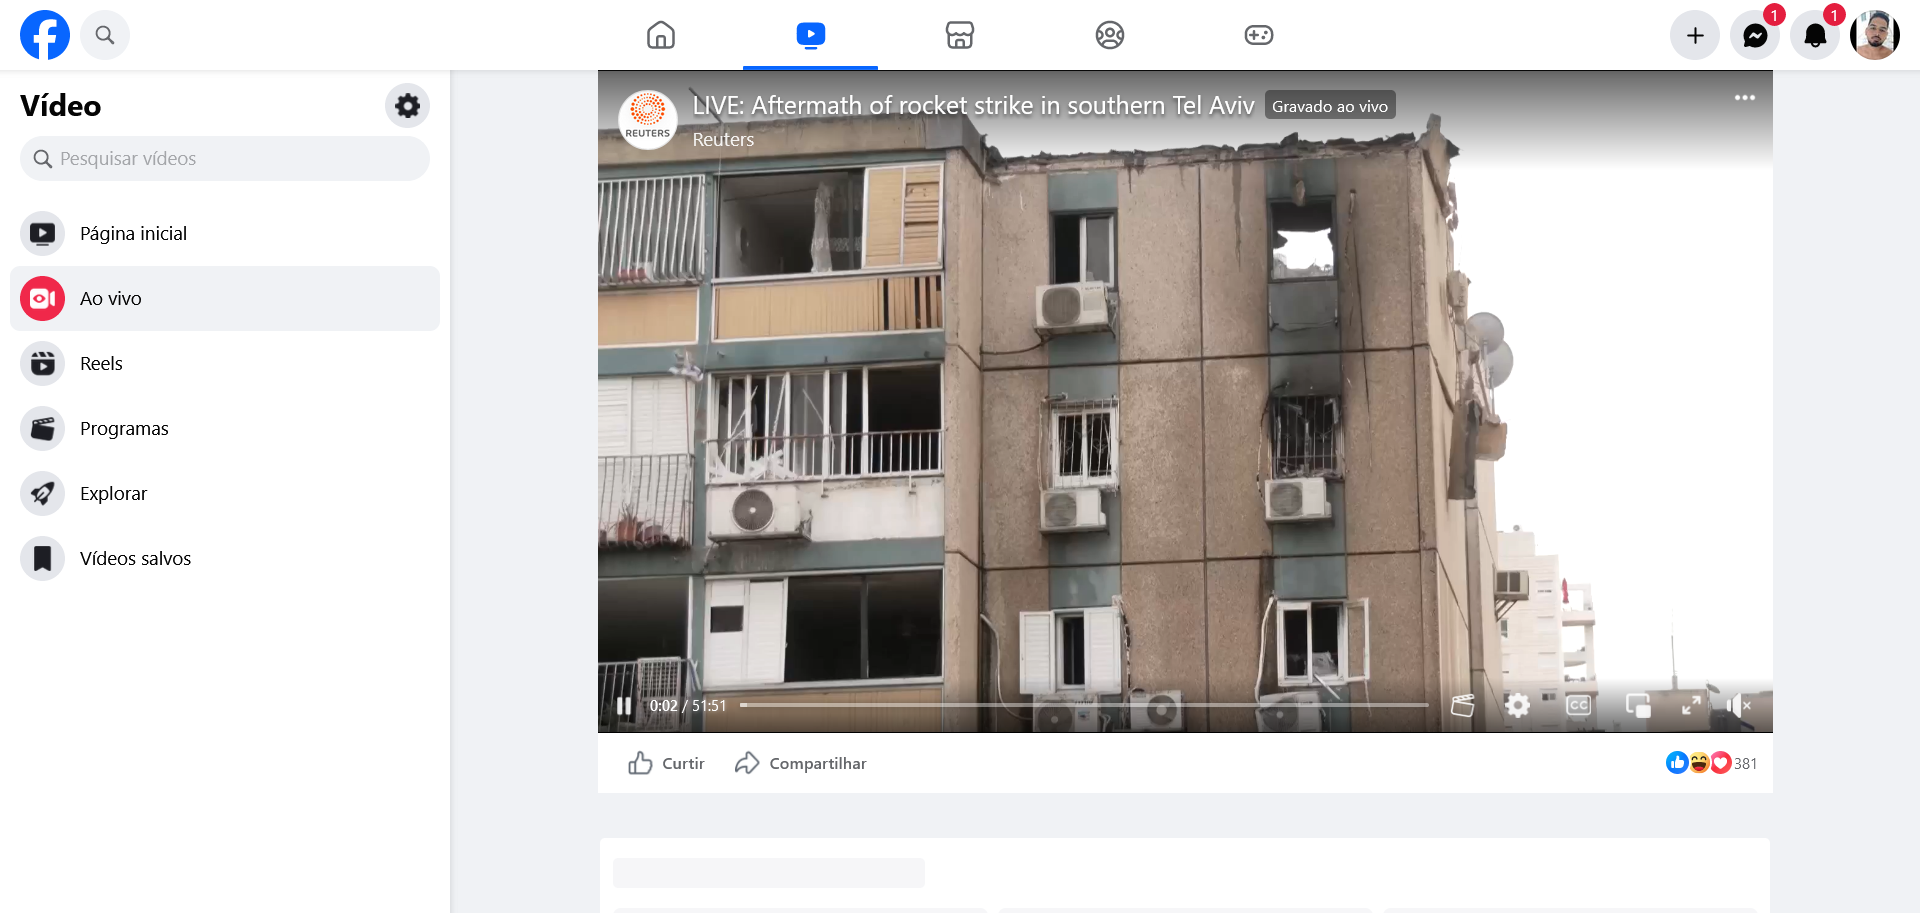 1
1
Vídeo
Pesquisar vídeos
Página inicial
Ao vivo
Reels
Programas
Explorar
Vídeos salvos
REUTERS
LIVE: Aftermath of rocket strike in southern Tel Aviv
Gravado ao vivo
Reuters
0:02 / 51:51
CC
Curtir
Compartilhar
381